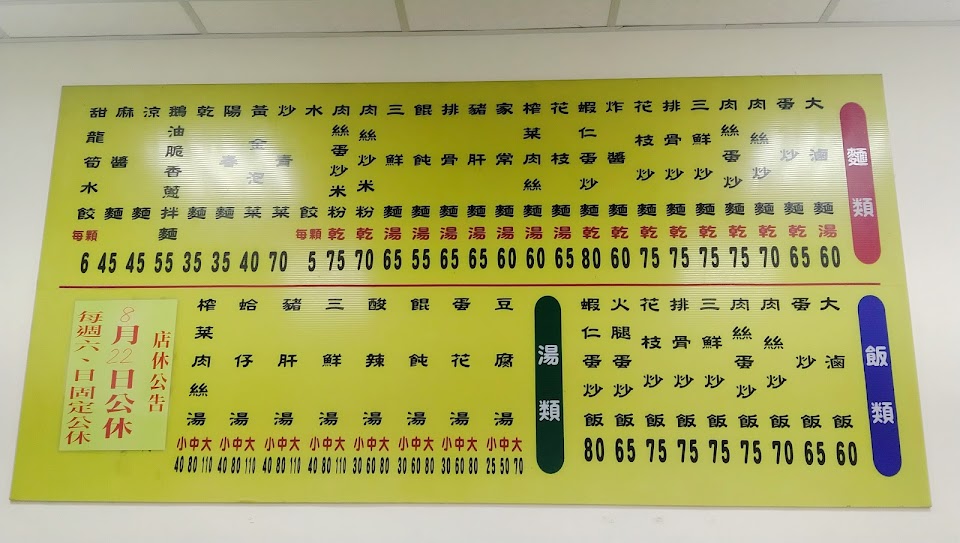 麵類
大滷麵 湯 60
蛋炒麵 乾 65
肉絲炒麵 乾 70
肉絲蛋炒麵 乾 75
三鮮炒麵 乾 75
排骨炒麵 乾 75
花枝炒麵 乾 75
炸醬麵 乾 60
蝦仁蛋炒麵 乾 80
花枝麵 湯 65
榨菜肉絲麵 湯 60
家常麵 湯 60
豬肝麵 湯 65
排骨麵 湯 65
餛飩麵 湯 55
三鮮麵 湯 65
肉絲炒米粉 乾 70
肉絲蛋炒米粉 乾 75
水餃 每顆 5
炒青菜 70
黃金泡菜 40
陽春麵 35
乾麵 35
鵝油脆香蔥拌麵 55
涼麵 45
麻醬麵 45
甜龍筍水餃 每顆 6
飯類
大滷飯 60
蛋炒飯 65
肉絲炒飯 70
肉絲蛋炒飯 75
三鮮炒飯 75
排骨炒飯 75
花枝炒飯 75
火腿蛋炒飯 65
蝦仁蛋炒飯 80
湯類
豆腐湯 小中大 25 50 70
蛋花湯 小中大 30 60 80
餛飩湯 小中大 30 60 80
酸辣湯 小中大 30 60 80
三鮮湯 小中大 40 80 110
豬肝湯 小中大 40 80 110
蛤仔湯 小中大 40 80 110
榨菜肉絲湯 小中大 40 80 110
店休公告
8月22日公休
每週六、日固定公休